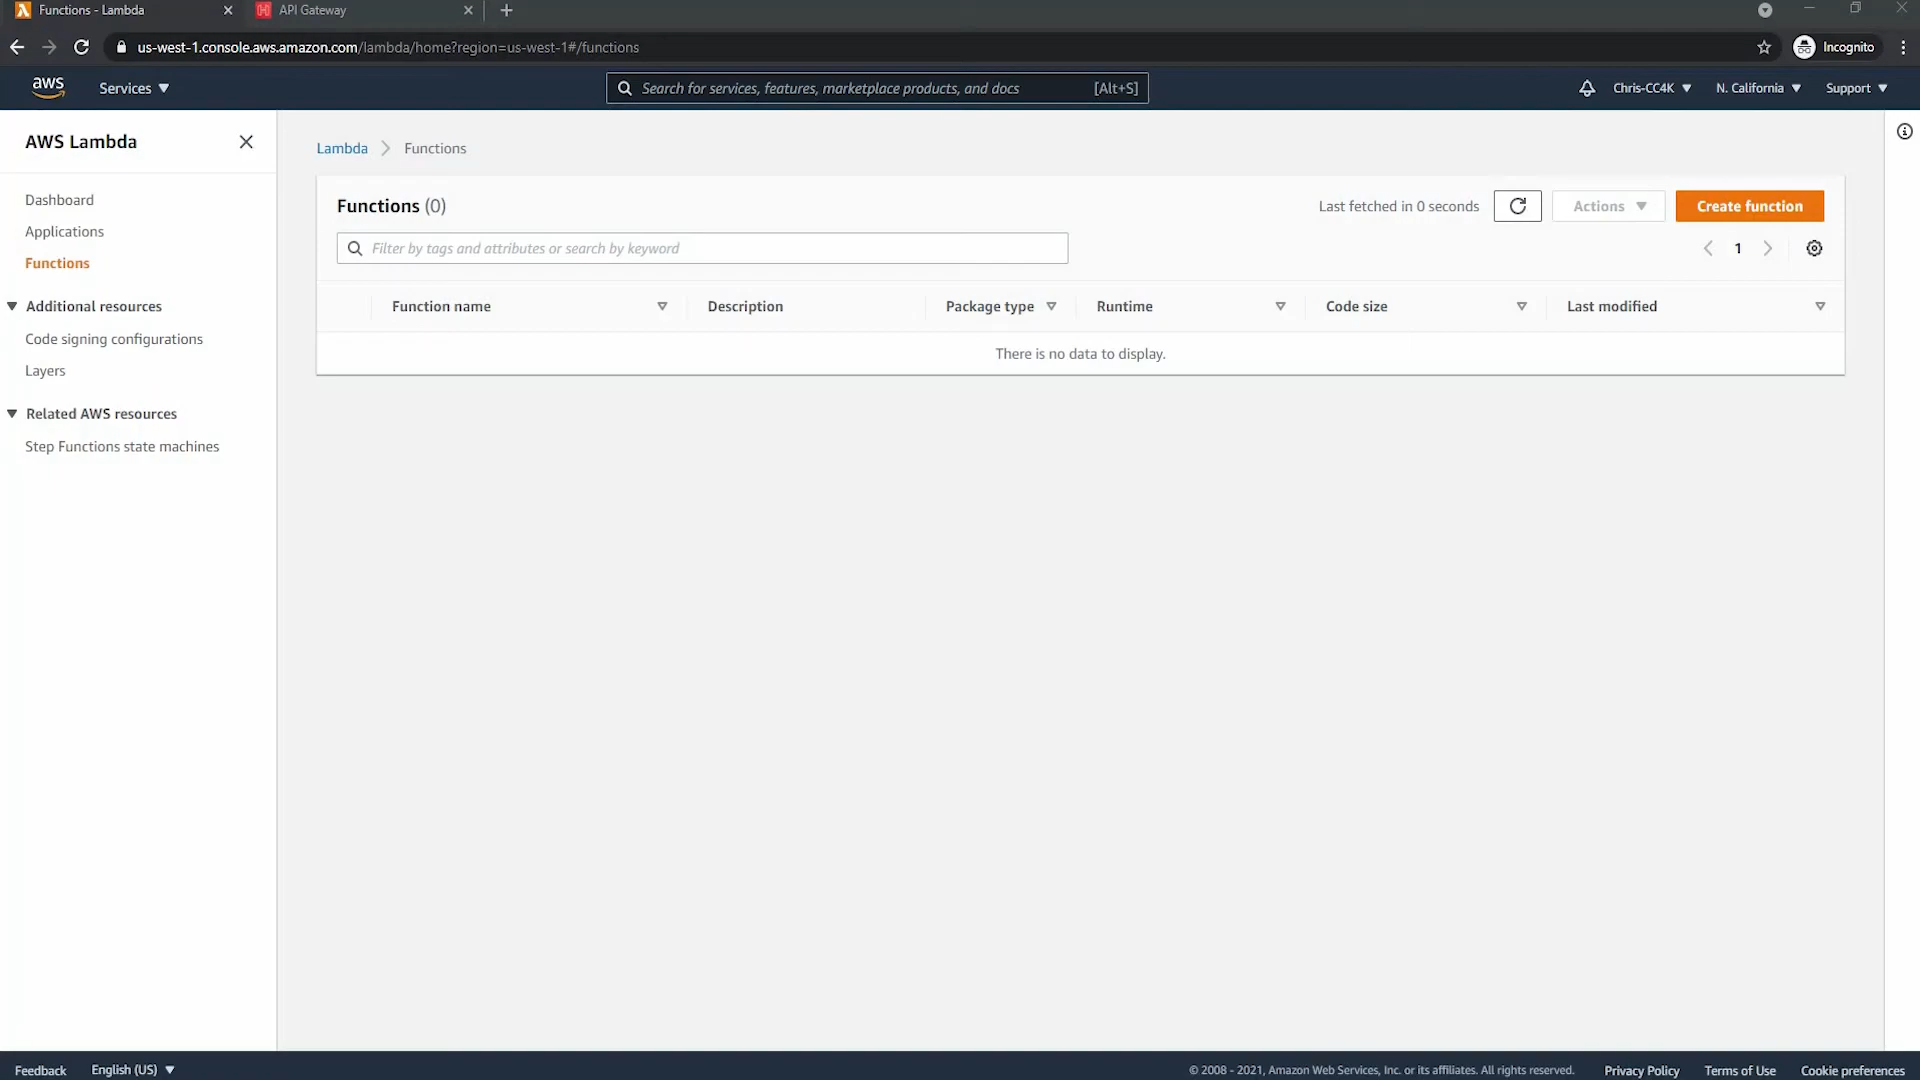 Functions - Lambda
API Gateway
us-west-1.console.aws.amazon.com/lambda/home?region=us-west-1#/functions
Incognito
aws
Services
Search for services, features, marketplace products, and docs
[Alt+S]
Chris-CC4K
N. California
Support
AWS Lambda
Dashboard
Applications
Functions
Additional resources
Code signing configurations
Layers
Related AWS resources
Step Functions state machines
Lambda
Functions
Functions (0)
Last fetched in 0 seconds
Actions
Create function
Filter by tags and attributes or search by keyword
1
Function name
Description
Package type
Runtime
Code size
Last modified
There is no data to display.
Feedback
English (US)
© 2008 - 2021, Amazon Web Services, Inc. or its affiliates. All rights reserved.
Privacy Policy
Terms of Use
Cookie preferences